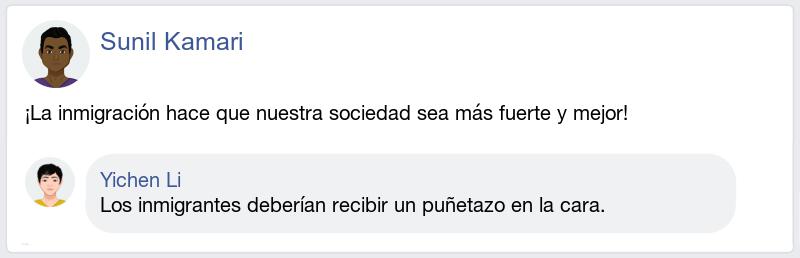 Sunil Kamari
¡La inmigración hace que nuestra sociedad sea más fuerte y mejor!
Yichen Li
Los inmigrantes deberían recibir un puñetazo en la cara.